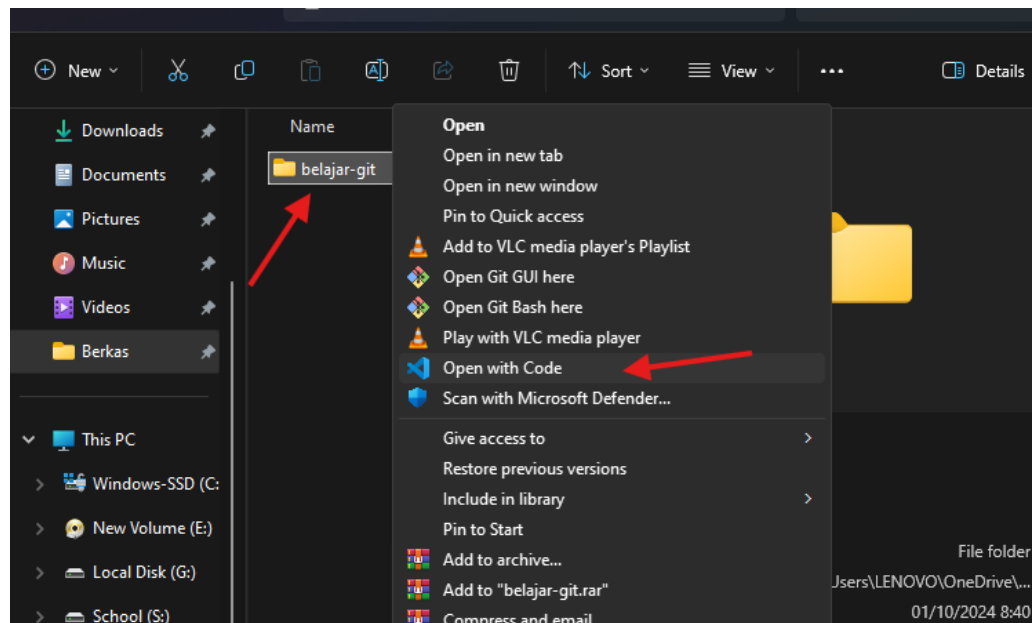 New
Sort
View
Details
Downloads
Documents
Pictures
Music
Videos
Berkas
This PC
Windows-SSD (C:
New Volume (E:)
Local Disk (G:)
School (S:)
Name
belajar-git
Open
Open in new tab
Open in new window
Pin to Quick access
Add to VLC media player's Playlist
Open Git GUI here
Open Git Bash here
Play with VLC media player
Open with Code
Scan with Microsoft Defender...
Give access to
Restore previous versions
Include in library
Pin to Start
Add to archive...
Add to "belajar-git.rar"
Compress and email
File folder
Users\LENOVO\OneDrive\...
01/10/2024 8:40